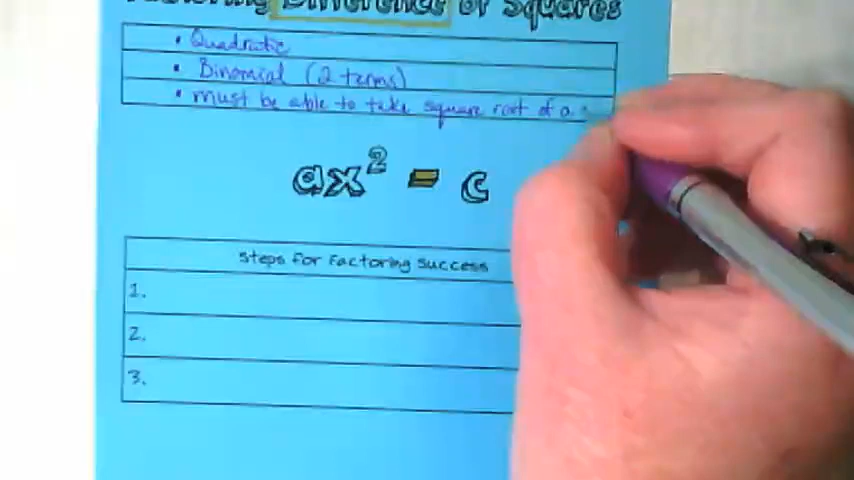 Factoring Difference of Squares
• Quadratic
• Binomial (2 terms)
• must be able to take square root of a
ax² = c
Steps for Factoring Success
1.
2.
3.